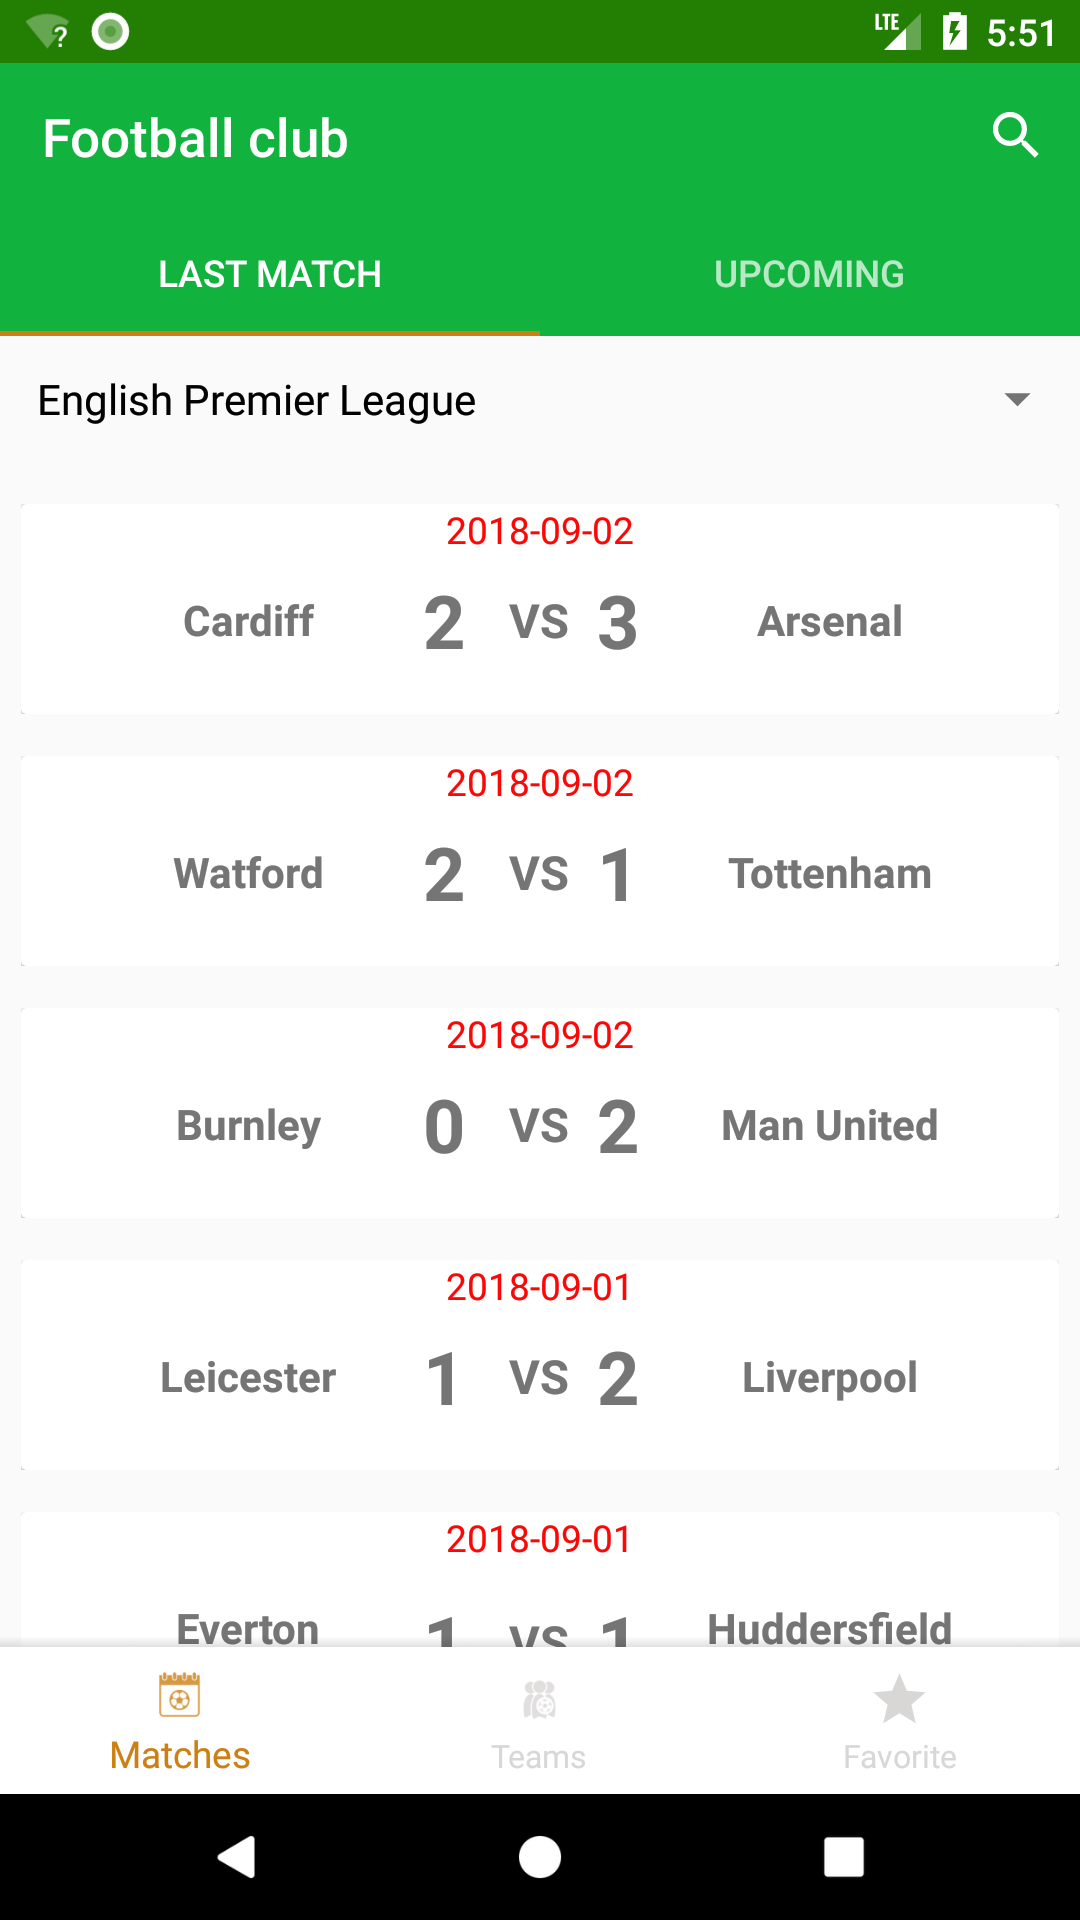 LTE 5:51
Football club
LAST MATCH UPCOMING
English Premier League
2018-09-02
Cardiff 2 VS 3 Arsenal
2018-09-02
Watford 2 VS 1 Tottenham
2018-09-02
Burnley 0 VS 2 Man United
2018-09-01
Leicester 1 VS 2 Liverpool
2018-09-01
Everton 1 VS 1 Huddersfield
Matches Teams Favorite